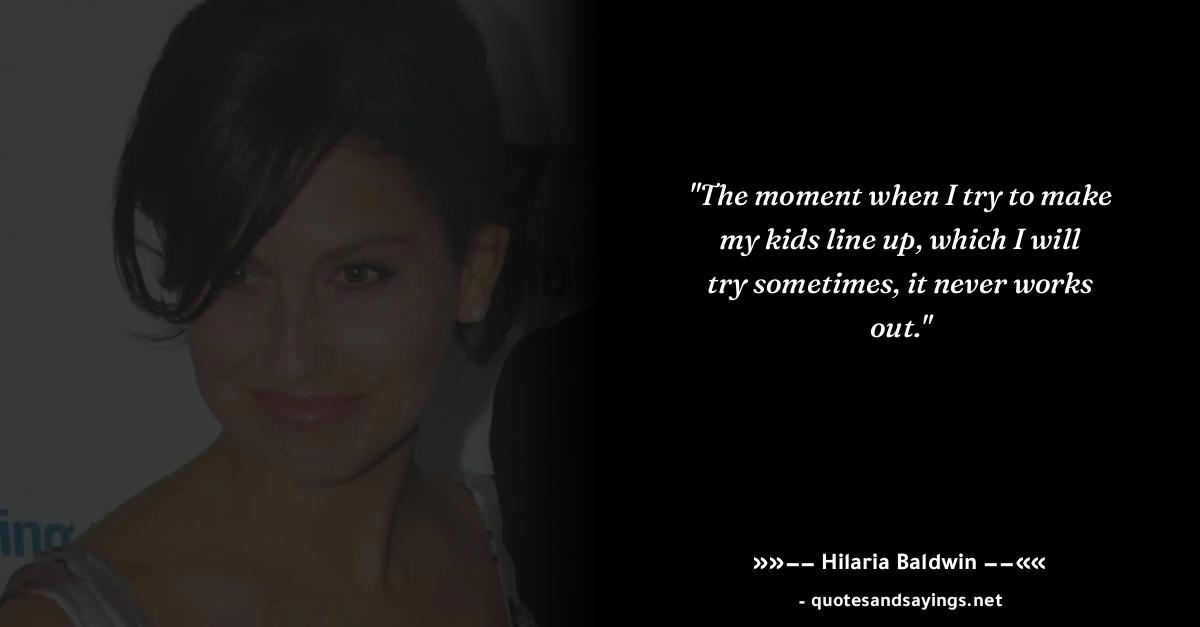 "The moment when I try to make
my kids line up, which I will
try sometimes, it never works
out."
ing
»»−− Hilaria Baldwin −−««
- quotesandsayings.net